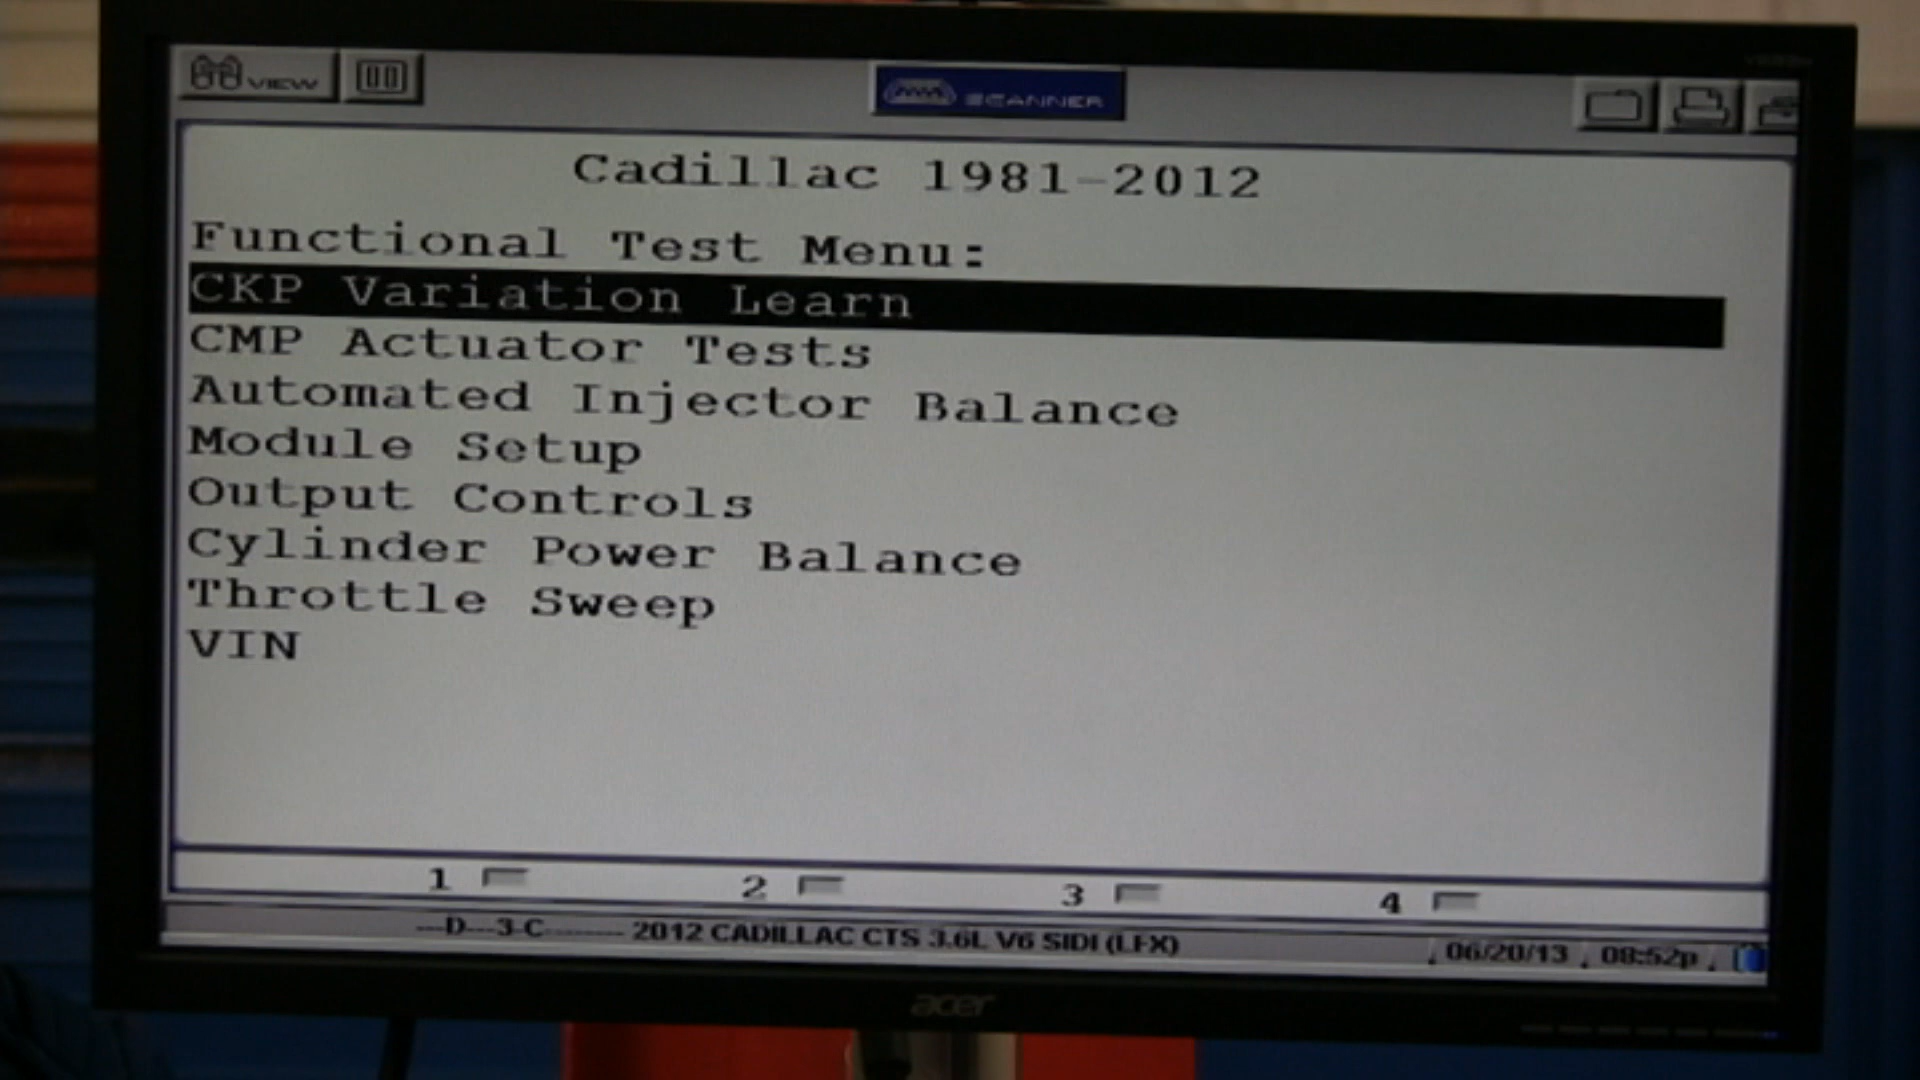 VIEW
SCANNER
Cadillac 1981-2012
Functional Test Menu:
CKP Variation Learn
CMP Actuator Tests
Automated Injector Balance
Module Setup
Output Controls
Cylinder Power Balance
Throttle Sweep
VIN
1 2 3 4
---D---3-C-------- 2012 CADILLAC CTS 3.6L V6 SIDI (LFX) 06/20/13 08:52p
acer